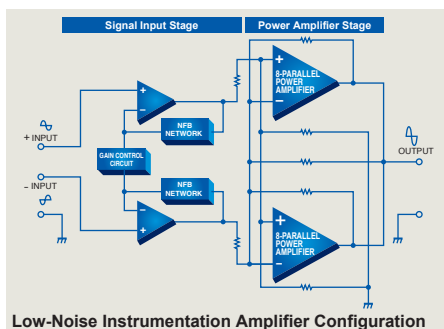 Signal Input Stage
Power Amplifier Stage
+
−
+
−
8-PARALLEL
POWER
AMPLIFIER
+ INPUT
NFB
NETWORK
GAIN CONTROL
CIRCUIT
OUTPUT
− INPUT
NFB
NETWORK
−
+
+
−
8-PARALLEL
POWER
AMPLIFIER
Low-Noise Instrumentation Amplifier Configuration